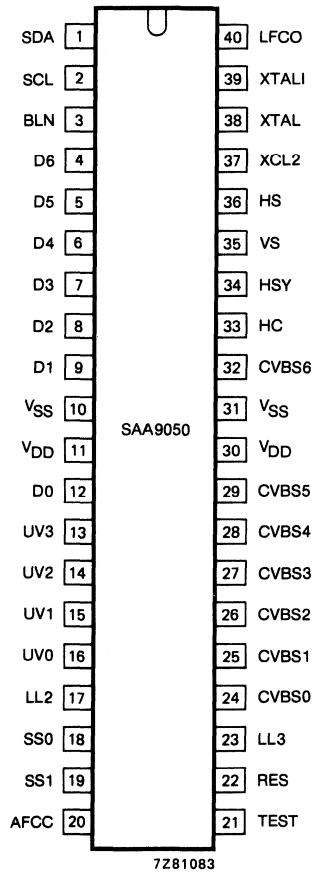 SDA 1 40 LFCO
SCL 2 39 XTALI
BLN 3 38 XTAL
D6 4 37 XCL2
D5 5 36 HS
D4 6 35 VS
D3 7 34 HSY
D2 8 33 HC
D1 9 32 CVBS6
VSS 10 31 VSS
SAA9050
VDD 11 30 VDD
D0 12 29 CVBS5
UV3 13 28 CVBS4
UV2 14 27 CVBS3
UV1 15 26 CVBS2
UV0 16 25 CVBS1
LL2 17 24 CVBS0
SS0 18 23 LL3
SS1 19 22 RES
AFCC 20 21 TEST
7Z81083